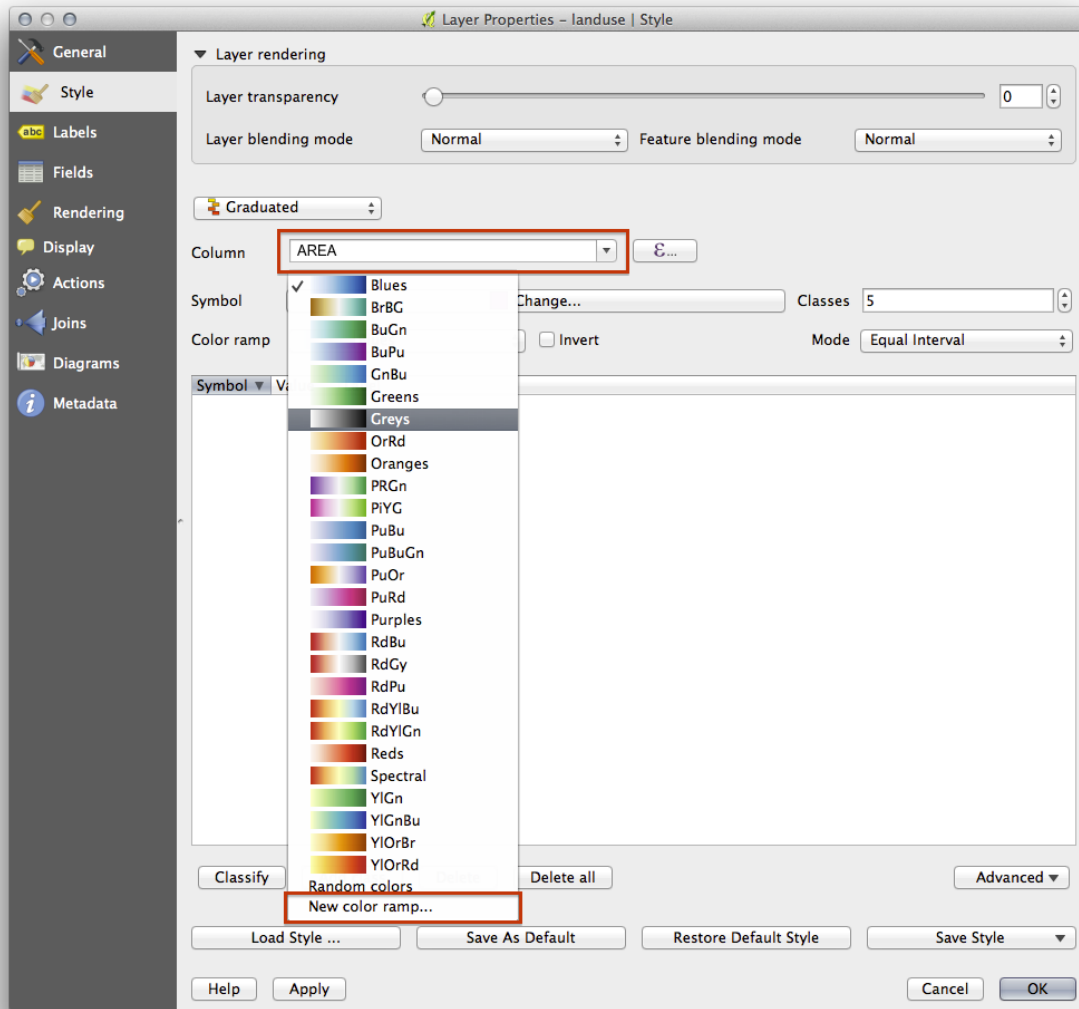 Layer Properties – landuse | Style
General
Style
Labels
Fields
Rendering
Display
Actions
Joins
Diagrams
Metadata
Layer rendering
Layer transparency 0
Layer blending mode Normal Feature blending mode Normal
Graduated
Column AREA ε...
Symbol Change... Classes 5
Color ramp Invert Mode Equal Interval
Symbol
Blues
BrBG
BuGn
BuPu
GnBu
Greens
Greys
OrRd
Oranges
PRGn
PiYG
PuBu
PuBuGn
PuOr
PuRd
Purples
RdBu
RdGy
RdPu
RdYlBu
RdYlGn
Reds
Spectral
YlGn
YlGnBu
YlOrBr
YlOrRd
Random colors
New color ramp...
Classify Delete Delete all Advanced
Load Style ... Save As Default Restore Default Style Save Style
Help Apply Cancel OK
abc
i